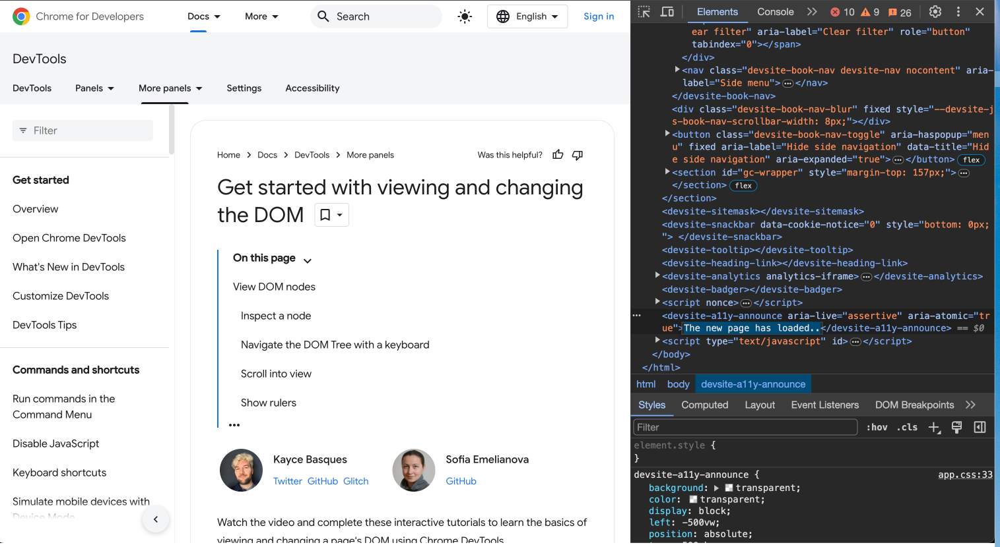 Chrome for Developers
Docs
More
Search
English
Sign in
DevTools
DevTools
Panels
More panels
Settings
Accessibility
Filter
Get started
Overview
Open Chrome DevTools
What's New in DevTools
Customize DevTools
DevTools Tips
Commands and shortcuts
Run commands in the
Command Menu
Disable JavaScript
Keyboard shortcuts
Simulate mobile devices with
Device Mode
Home > Docs > DevTools > More panels
Was this helpful?
Get started with viewing and changing
the DOM
On this page
View DOM nodes
Inspect a node
Navigate the DOM Tree with a keyboard
Scroll into view
Show rulers
Kayce Basques
Twitter GitHub Glitch
Sofia Emelianova
GitHub
Watch the video and complete these interactive tutorials to learn the basics of
viewing and changing a page's DOM using Chrome DevTools.
Elements
Console
10
9
26
ear filter" aria-label="Clear filter" role="button"
tabindex="0"></span>
</div>
<nav class="devsite-book-nav devsite-nav nocontent" aria-
label="Side menu">…</nav>
</devsite-book-nav>
<div class="devsite-book-nav-blur" fixed style="--devsite-j
s-book-nav-scrollbar-width: 8px;"></div>
<button class="devsite-book-nav-toggle" aria-haspopup="men
u" fixed aria-label="Hide side navigation" data-title="Hid
e side navigation" aria-expanded="true">…</button> flex
<section id="gc-wrapper" style="margin-top: 157px;">…
</section> flex
</section>
<devsite-sitemask></devsite-sitemask>
<devsite-snackbar data-cookie-notice="0" style="bottom: 0px;
"> </devsite-snackbar>
<devsite-tooltip></devsite-tooltip>
<devsite-heading-link></devsite-heading-link>
<devsite-analytics analytics-iframe>…</devsite-analytics>
<devsite-badger></devsite-badger>
<script nonce>…</script>
<devsite-a11y-announce aria-live="assertive" aria-atomic="tr
ue">The new page has loaded..</devsite-a11y-announce> == $0
<script type="text/javascript" id>…</script>
</body>
</html>
html body devsite-a11y-announce
Styles
Computed
Layout
Event Listeners
DOM Breakpoints
Filter
:hov .cls
element.style {
}
devsite-a11y-announce {
app.css:33
background: transparent;
color: transparent;
display: block;
left: -500vw;
position: absolute;